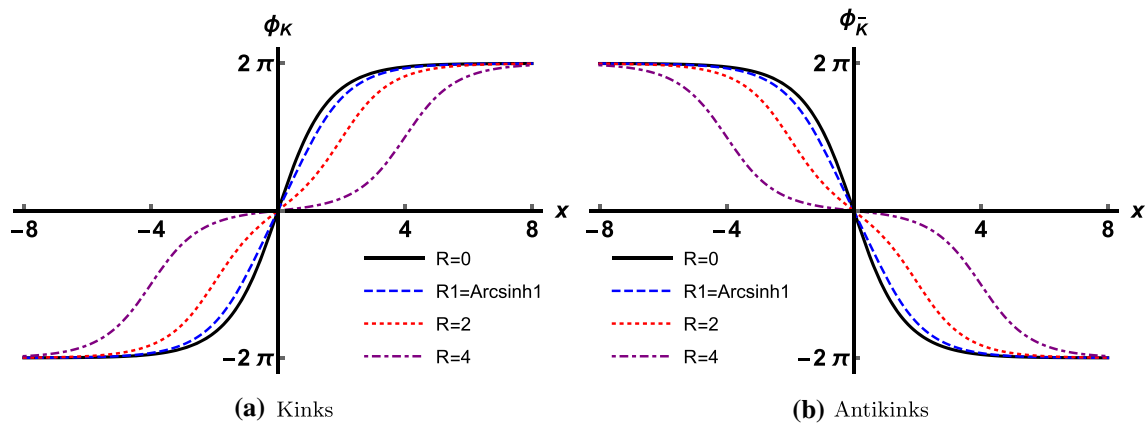 ϕK
2 π
x
−8
−4
4
8
R=0
R1=Arcsinh1
R=2
R=4
−2 π
(a) Kinks
ϕK̄
2 π
x
−8
−4
4
8
R=0
R1=Arcsinh1
R=2
R=4
−2 π
(b) Antikinks